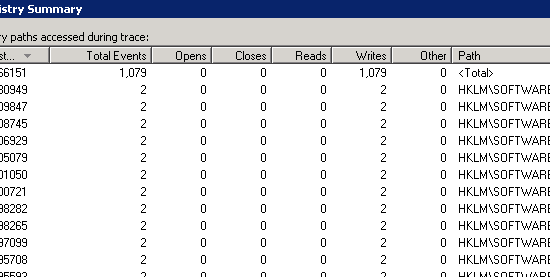 istry Summary
ry paths accessed during trace:
st... Total Events Opens Closes Reads Writes Other Path
66151 1,079 0 0 0 1,079 0 <Total>
30949 2 0 0 0 2 0 HKLM\SOFTWARE
09847 2 0 0 0 2 0 HKLM\SOFTWARE
08745 2 0 0 0 2 0 HKLM\SOFTWARE
06929 2 0 0 0 2 0 HKLM\SOFTWARE
05079 2 0 0 0 2 0 HKLM\SOFTWARE
01050 2 0 0 0 2 0 HKLM\SOFTWARE
00721 2 0 0 0 2 0 HKLM\SOFTWARE
98282 2 0 0 0 2 0 HKLM\SOFTWARE
98265 2 0 0 0 2 0 HKLM\SOFTWARE
97099 2 0 0 0 2 0 HKLM\SOFTWARE
95708 2 0 0 0 2 0 HKLM\SOFTWARE
95593 2 0 0 0 2 0 HKLM\SOFTWARE